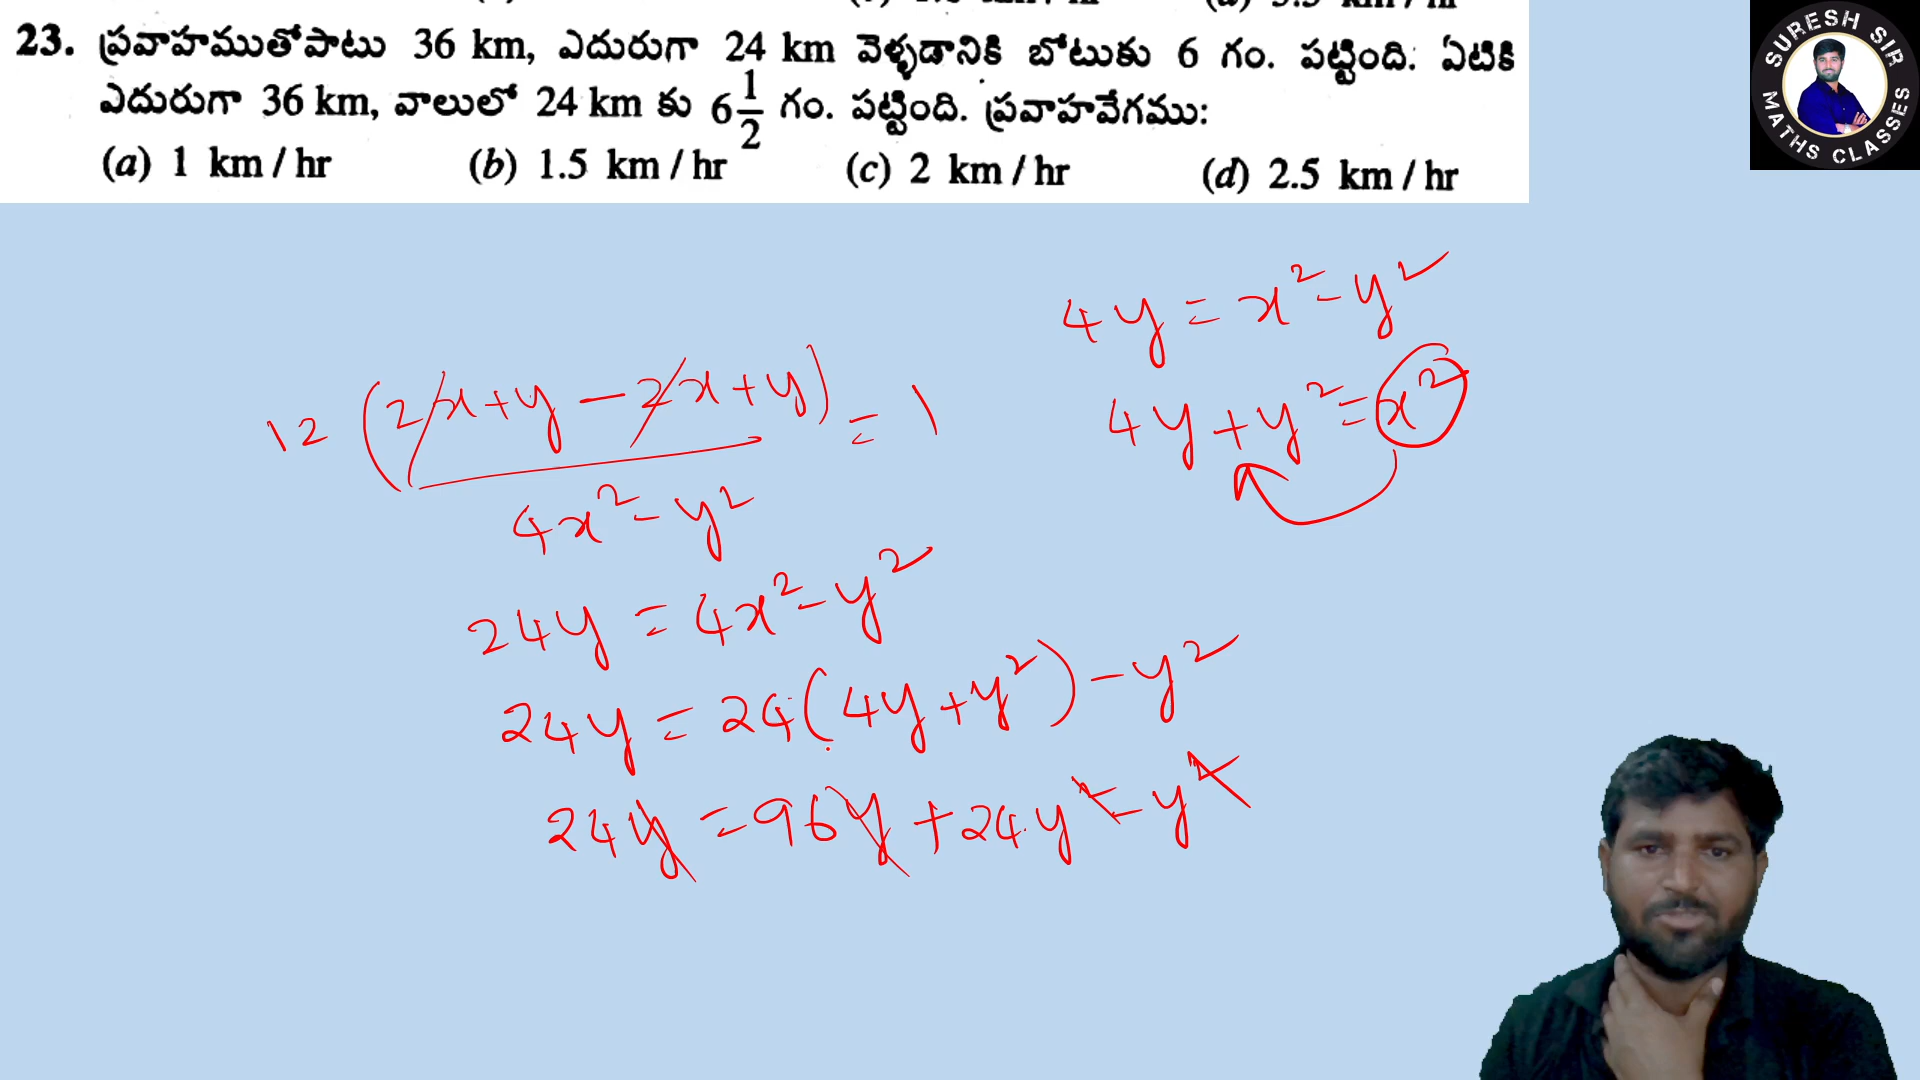 23. ప్రవాహముతోపాటు 36 km, ఎదురుగా 24 km వెళ్ళడానికి బోటుకు 6 గం. పట్టింది. ఏటికి
ఎదురుగా 36 km, వాలులో 24 km కు 6 1/2 గం. పట్టింది. ప్రవాహవేగము:
(a) 1 km / hr (b) 1.5 km / hr (c) 2 km / hr (d) 2.5 km / hr
SURESH SIR
MATHS CLASSES
12 (2x+y - 2x+y) / 4x² - y² = 1
24y = 4x² - y²
24y = 24(4y+y²) - y²
24y = 96y + 24y² - y²
4y = x² - y²
4y + y² = x²